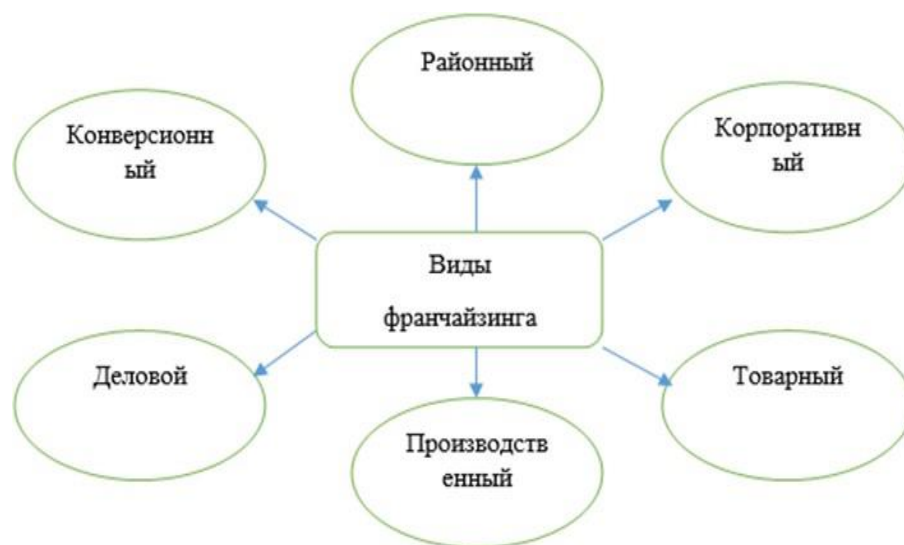 Районный
Конверсионн
ый
Корпоративн
ый
Виды
франчайзинга
Деловой
Товарный
Производств
енный